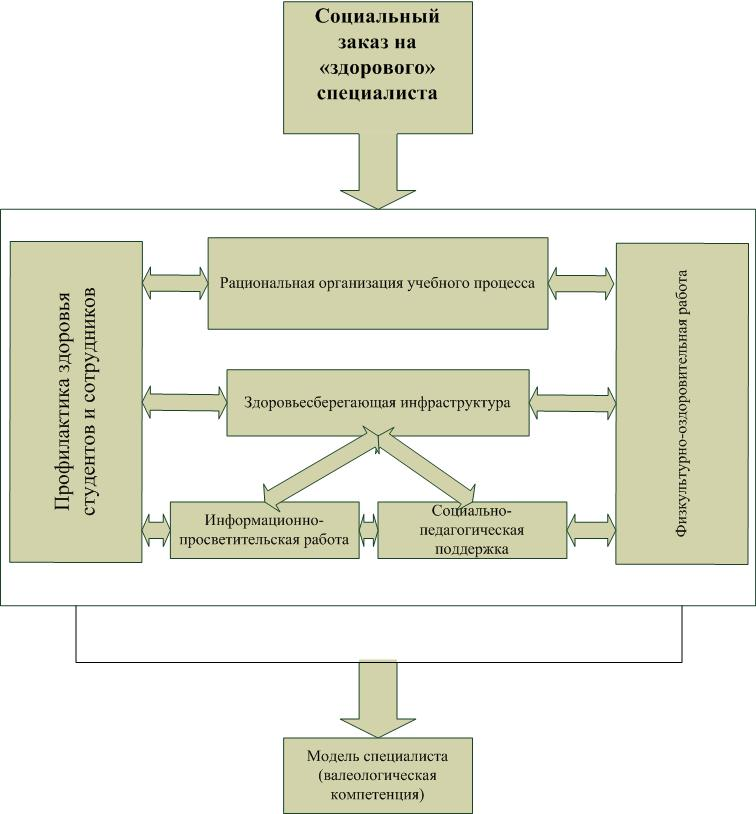 Социальный
заказ на
«здорового»
специалиста
Профилактика здоровья
студентов и сотрудников
Рациональная организация учебного процесса
Физкультурно-оздоровительная работа
Здоровьесберегающая инфраструктура
Информационно-
просветительская работа
Социально-
педагогическая
поддержка
Модель специалиста
(валеологическая
компетенция)